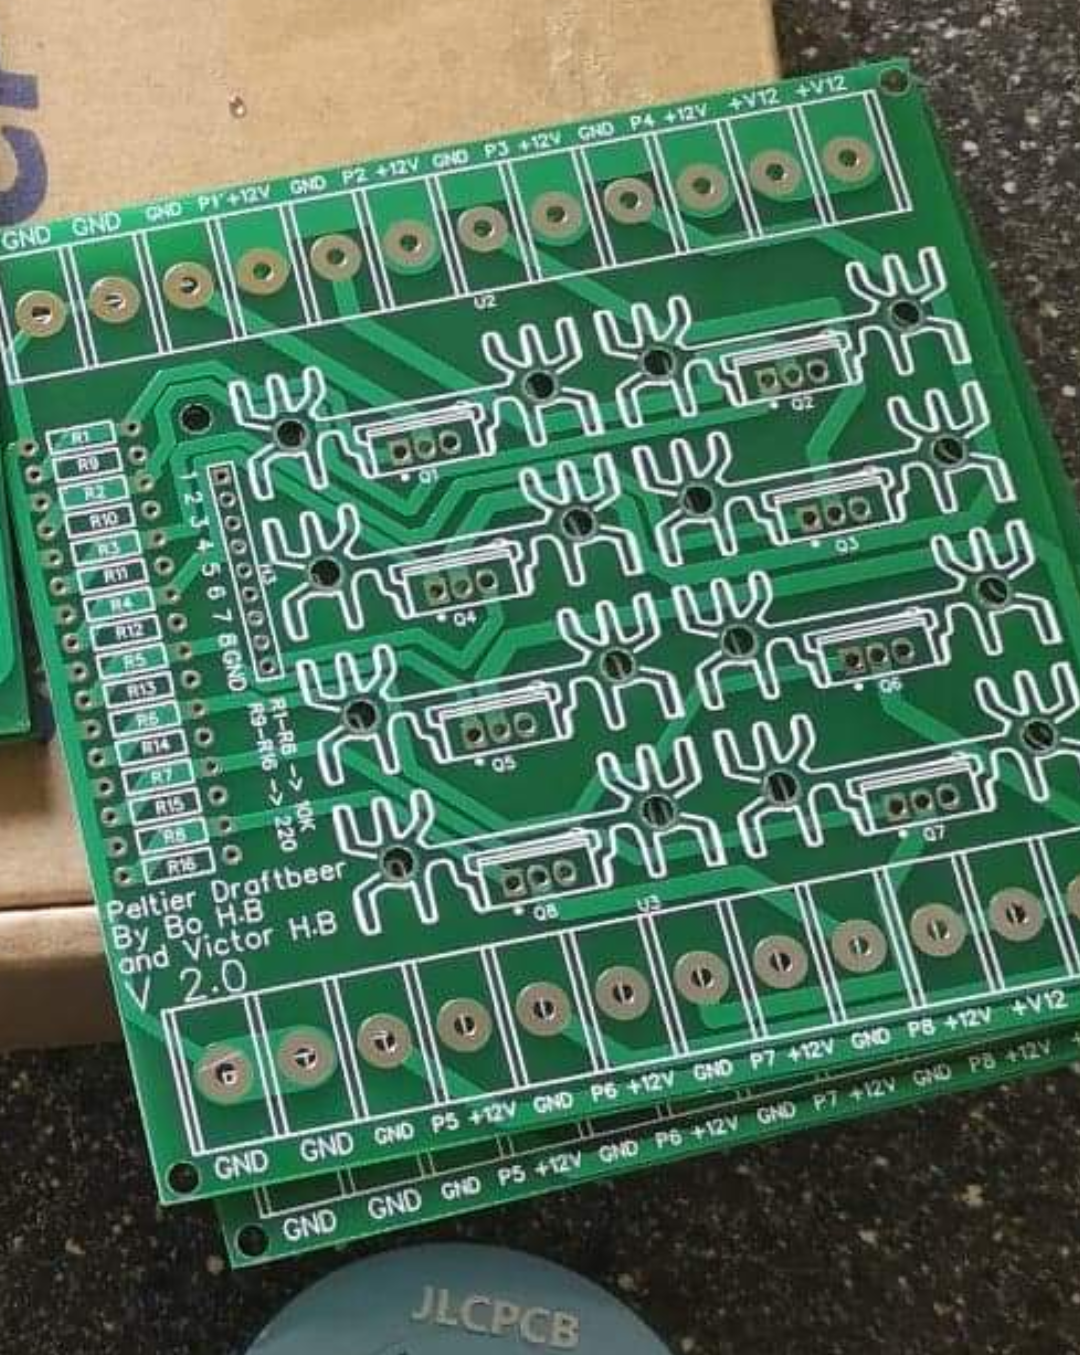 GND GND GND P1 +12V GND P2 +12V GND P3 +12V GND P4 +12V +V12 +V12
U2
R1
R9
R2
R10
R3
R11
R4
R12
R5
R13
R6
R14
R7
R15
R8
R16
1
2
3
4
5
6
7
8
GND
R1-R8 -> 10K
R9-R16 -> 220
Q1
Q2
Q4
Q3
Q5
Q6
Q8
Q7
U3
Peltier Draftbeer
By Bo H.B
and Victor H.B
V 2.0
GND GND GND P5 +12V GND P6 +12V GND P7 +12V GND P8 +12V +V12
GND GND GND P5 +12V GND P6 +12V GND P7 +12V GND P8 +12V
JLCPCB